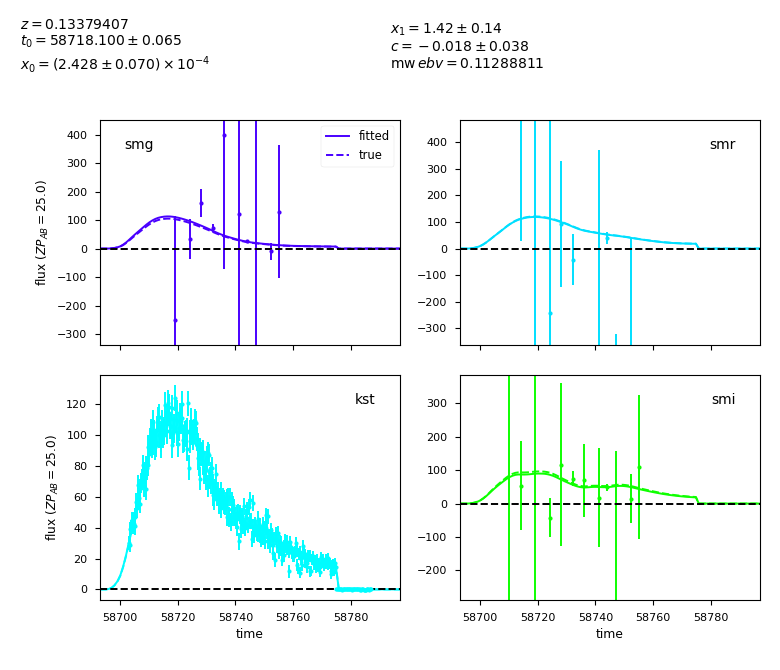 z = 0.13379407
t₀ = 58718.100 ± 0.065
x₀ = (2.428 ± 0.070) × 10⁻⁴
x₁ = 1.42 ± 0.14
c = −0.018 ± 0.038
mwebv = 0.11288811
smg
fitted
true
400
300
200
100
0
−100
−200
−300
flux (ZP_AB = 25.0)
smr
400
300
200
100
0
−100
−200
−300
kst
120
100
80
60
40
20
0
flux (ZP_AB = 25.0)
58700 58720 58740 58760 58780
time
smi
300
200
100
0
−100
−200
58700 58720 58740 58760 58780
time